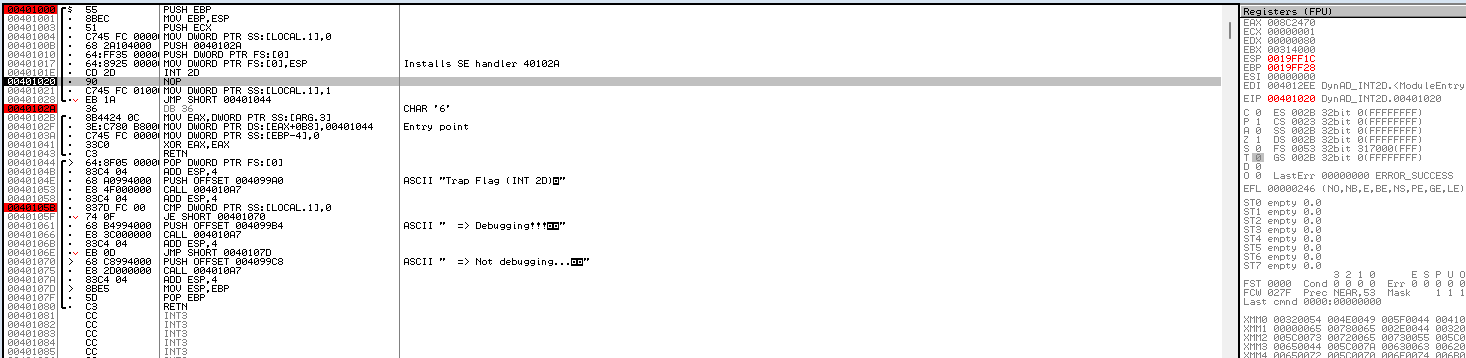 00401000 $ 55 PUSH EBP
00401001 · 8BEC MOV EBP,ESP
00401003 · 51 PUSH ECX
00401004 · C745 FC 0000 MOV DWORD PTR SS:[LOCAL.1],0
0040100B · 68 2A104000 PUSH 0040102A
00401010 · 64:FF35 0000 PUSH DWORD PTR FS:[0]
00401017 · 64:8925 0000 MOV DWORD PTR FS:[0],ESP Installs SE handler 40102A
0040101E · CD 2D INT 2D
00401020 · 90 NOP
00401021 · C745 FC 0100 MOV DWORD PTR SS:[LOCAL.1],1
00401028 · EB 1A JMP SHORT 00401044
0040102A 36 DB 36 CHAR '6'
0040102B · 8B4424 0C MOV EAX,DWORD PTR SS:[ARG.3]
0040102F · 3E:C780 B800 MOV DWORD PTR DS:[EAX+0B8],00401044 Entry point
0040103A · C745 FC 0000 MOV DWORD PTR SS:[EBP-4],0
00401041 · 33C0 XOR EAX,EAX
00401043 · C3 RETN
00401044 > 64:8F05 0000 POP DWORD PTR FS:[0]
0040104B · 83C4 04 ADD ESP,4
0040104E · 68 A0994000 PUSH OFFSET 004099A0 ASCII "Trap Flag (INT 2D)"
00401053 · E8 4F000000 CALL 004010A7
00401058 · 83C4 04 ADD ESP,4
0040105B · 837D FC 00 CMP DWORD PTR SS:[LOCAL.1],0
0040105F · 74 0F JE SHORT 00401070
00401061 · 68 B4994000 PUSH OFFSET 004099B4 ASCII " => Debugging!!!"
00401066 · E8 3C000000 CALL 004010A7
0040106B · 83C4 04 ADD ESP,4
0040106E · EB 0D JMP SHORT 0040107D
00401070 > 68 C8994000 PUSH OFFSET 004099C8 ASCII " => Not debugging..."
00401075 · E8 2D000000 CALL 004010A7
0040107A · 83C4 04 ADD ESP,4
0040107D > 8BE5 MOV ESP,EBP
0040107F · 5D POP EBP
00401080 · C3 RETN
00401081 CC INT3
00401082 CC INT3
00401083 CC INT3
00401084 CC INT3
00401085 CC INT3
Registers (FPU)
EAX 008C2470
ECX 00000001
EDX 00000080
EBX 00314000
ESP 0019FF1C
EBP 0019FF28
ESI 00000000
EDI 004012EE DynAD_INT2D.<ModuleEntry
EIP 00401020 DynAD_INT2D.00401020
C 0 ES 002B 32bit 0(FFFFFFFF)
P 1 CS 0023 32bit 0(FFFFFFFF)
A 0 SS 002B 32bit 0(FFFFFFFF)
Z 1 DS 002B 32bit 0(FFFFFFFF)
S 0 FS 0053 32bit 317000(FFF)
T 0 GS 002B 32bit 0(FFFFFFFF)
D 0
O 0 LastErr 00000000 ERROR_SUCCESS
EFL 00000246 (NO,NB,E,BE,NS,PE,GE,LE)
ST0 empty 0.0
ST1 empty 0.0
ST2 empty 0.0
ST3 empty 0.0
ST4 empty 0.0
ST5 empty 0.0
ST6 empty 0.0
ST7 empty 0.0
3 2 1 0 E S P U O
FST 0000 Cond 0 0 0 0 Err 0 0 0 0 0
FCW 027F Prec NEAR,53 Mask 1 1 1
Last cmnd 0000:00000000
XMM0 00320054 004E0049 005F0044 00410
XMM1 00000065 00780065 002E0044 00320
XMM2 005C0073 00720065 00730055 005C0
XMM3 00650044 005C007A 00630063 00620